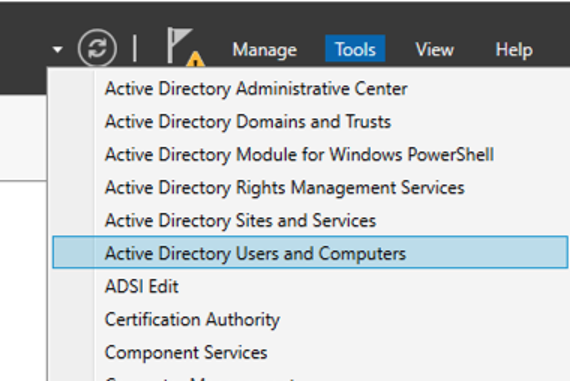 Manage Tools View Help
Active Directory Administrative Center
Active Directory Domains and Trusts
Active Directory Module for Windows PowerShell
Active Directory Rights Management Services
Active Directory Sites and Services
Active Directory Users and Computers
ADSI Edit
Certification Authority
Component Services